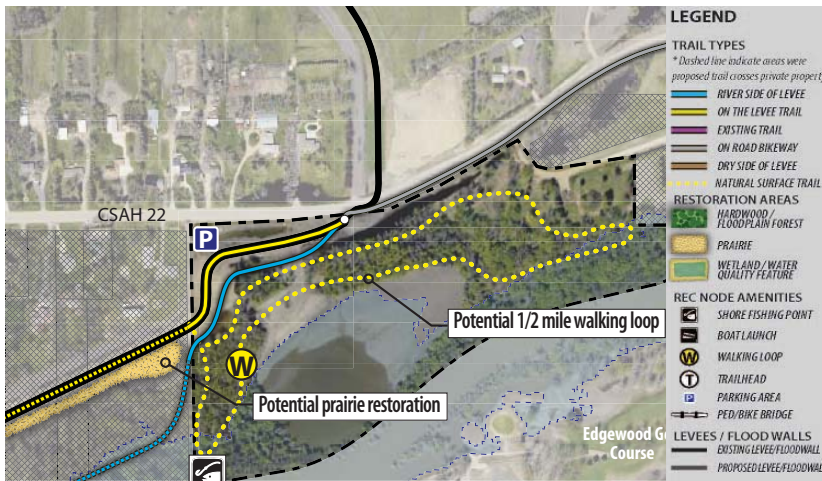 CSAH 22
P
Potential 1/2 mile walking loop
W
Potential prairie restoration
Edgewood Go
Course
LEGEND
TRAIL TYPES
* Dashed line indicate areas were
proposed trail crosses private property
RIVER SIDE OF LEVEE
ON THE LEVEE TRAIL
EXISTING TRAIL
ON ROAD BIKEWAY
DRY SIDE OF LEVEE
NATURAL SURFACE TRAIL
RESTORATION AREAS
HARDWOOD /
FLOODPLAIN FOREST
PRAIRIE
WETLAND / WATER
QUALITY FEATURE
REC NODE AMENITIES
SHORE FISHING POINT
BOAT LAUNCH
W WALKING LOOP
T TRAILHEAD
P PARKING AREA
PED/BIKE BRIDGE
LEVEES / FLOOD WALLS
EXISTING LEVEE/FLOODWALL
PROPOSED LEVEE/FLOODWAL